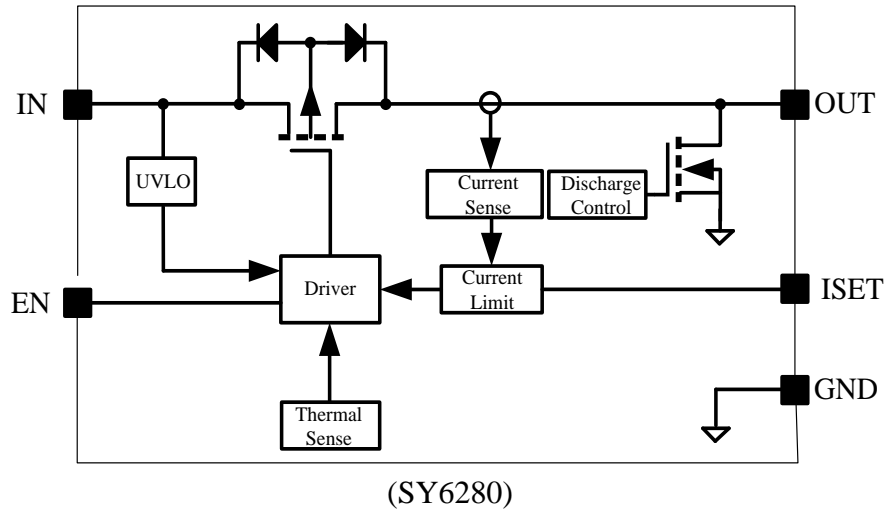 IN
OUT
UVLO
Current
Sense
Discharge
Control
EN
Driver
Current
Limit
ISET
GND
Thermal
Sense
(SY6280)